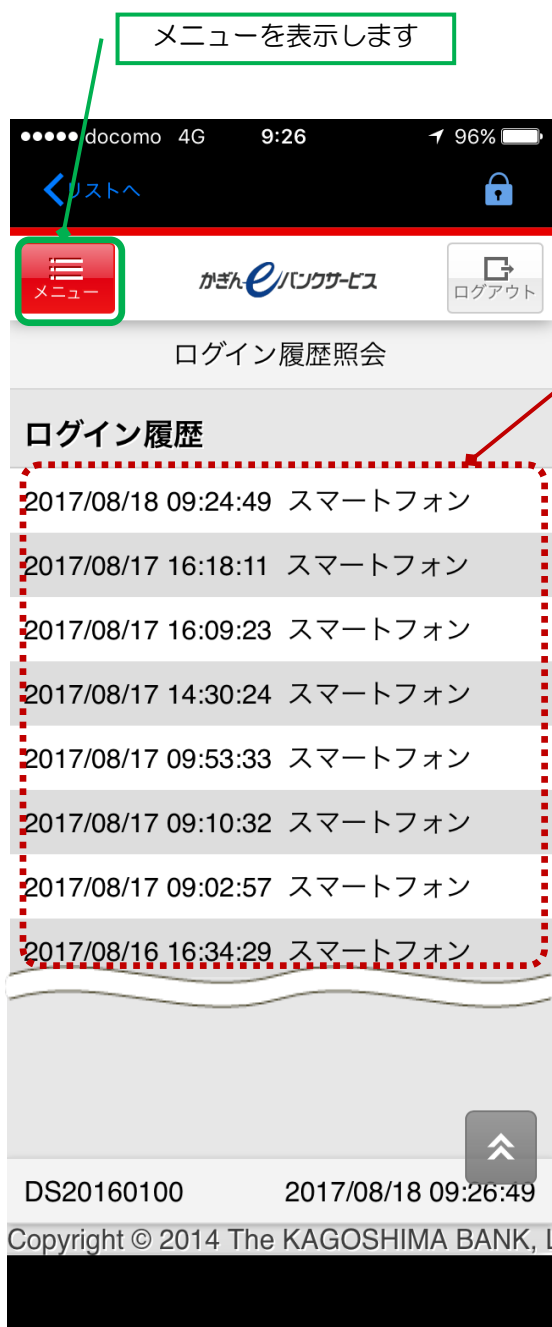 メニューを表示します
docomo 4G 9:26 96%
リストへ
メニュー かぎんeバンクサービス ログアウト
ログイン履歴照会
ログイン履歴
2017/08/18 09:24:49 スマートフォン
2017/08/17 16:18:11 スマートフォン
2017/08/17 16:09:23 スマートフォン
2017/08/17 14:30:24 スマートフォン
2017/08/17 09:53:33 スマートフォン
2017/08/17 09:10:32 スマートフォン
2017/08/17 09:02:57 スマートフォン
2017/08/16 16:34:29 スマートフォン
DS20160100 2017/08/18 09:26:49
Copyright © 2014 The KAGOSHIMA BANK, L